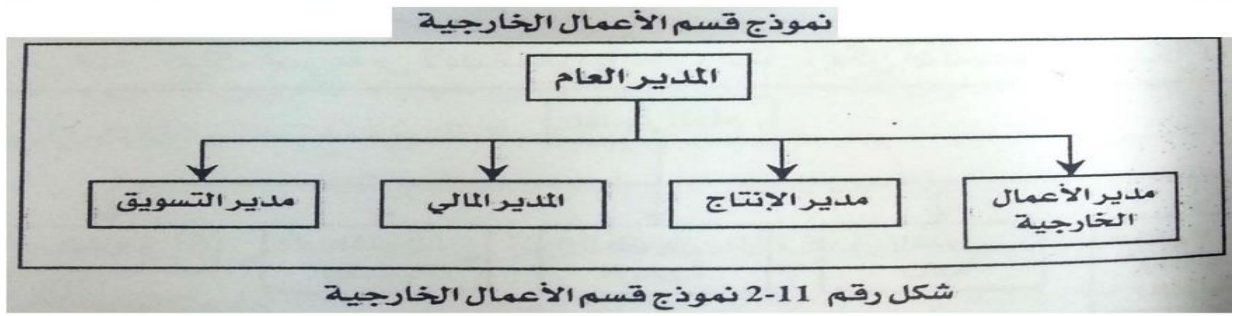 نموذج قسم الأعمال الخارجية
المدير العام
مدير الأعمال
الخارجية
مدير الإنتاج
المدير المالي
مدير التسويق
شكل رقم 11-2 نموذج قسم الأعمال الخارجية